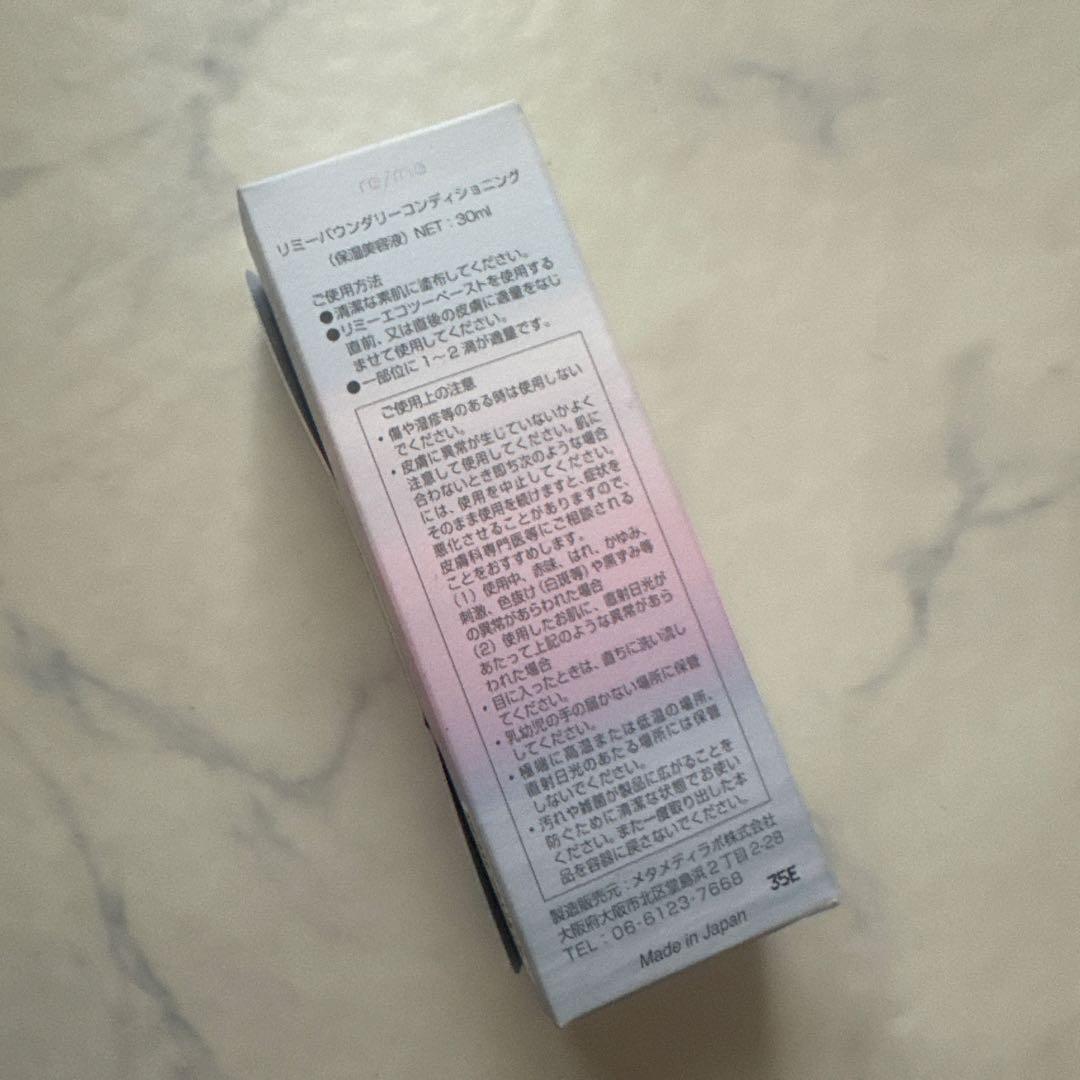 re/me
リミーバウンダリーコンディショニング
（保湿美容液）NET : 30ml
ご使用方法
●清潔な素肌に塗布してください。
●リミーエコツーペーストを使用する
直前、又は直後の皮膚に適量をなじ
ませて使用してください。
●一部位に1〜2滴が適量です。
ご使用上の注意
・傷や湿疹等のある時は使用しない
でください。
・皮膚に異常が生じていないかよく
注意して使用してください。肌に
合わないとき即ち次のような場合
には、使用を中止してください。
そのまま使用を続けますと、症状を
悪化させることがありますので、
皮膚科専門医等にご相談される
ことをおすすめします。
（1）使用中、赤味、はれ、かゆみ、
刺激、色抜け（白斑等）や黒ずみ等
の異常があらわれた場合
（2）使用したお肌に、直射日光が
あたって上記のような異常があら
われた場合
・目に入ったときは、直ちに洗い流し
てください。
・乳幼児の手の届かない場所に保管
してください。
・極端に高温または低温の場所、
直射日光のあたる場所には保管
しないでください。
・汚れや雑菌が製品に広がることを
防ぐために清潔な状態でお使い
ください。また一度取り出した本
品を容器に戻さないでください。
製造販売元 : メタメディラボ株式会社
大阪府大阪市北区堂島浜2丁目2-28
TEL : 06-6123-7668
35E
Made in Japan